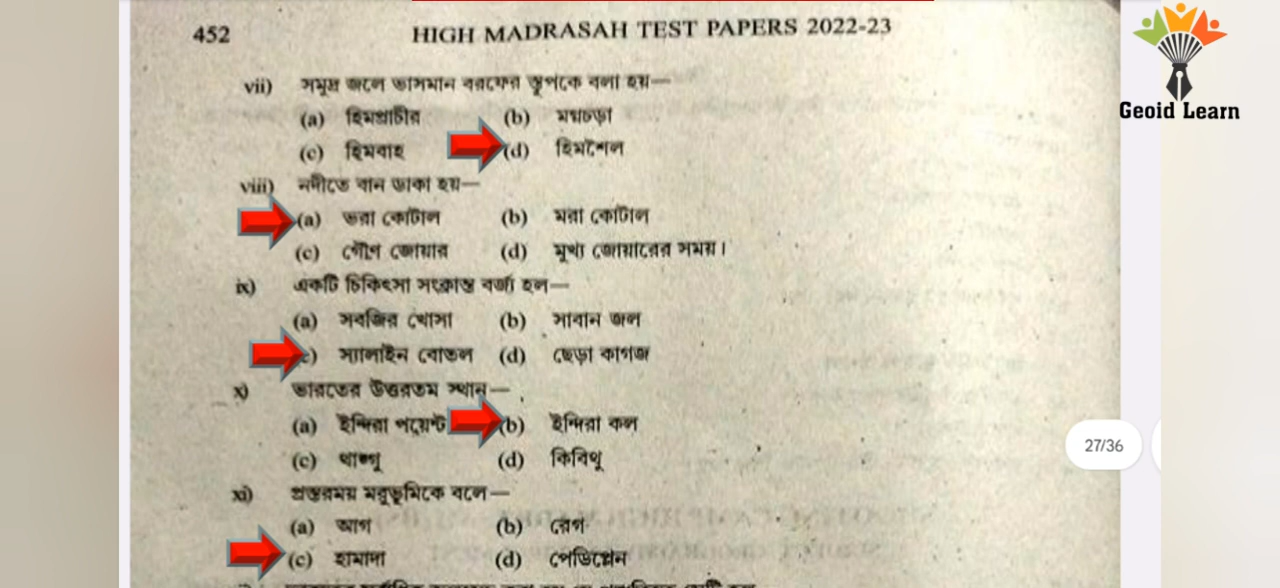 452 HIGH MADRASAH TEST PAPERS 2022-23
Geoid Learn
vii) সমুদ্র জলে ভাসমান বরফের স্তূপকে বলা হয়—
(a) হিমপ্রাচীর (b) মগ্নচড়া
(c) হিমবাহ (d) হিমশৈল
viii) নদীতে বান ডাকা হয়—
(a) ভরা কোটাল (b) মরা কোটাল
(c) গৌণ জোয়ার (d) মুখ্য জোয়ারের সময়।
ix) একটি চিকিৎসা সংক্রান্ত বর্জ্য হল—
(a) সবজির খোসা (b) সাবান জল
(c) স্যালাইন বোতল (d) ছেড়া কাগজ
x) ভারতের উত্তরতম স্থান—
(a) ইন্দিরা পয়েন্ট (b) ইন্দিরা কল
27/36
(c) থাঙ্গু (d) কিবিথূ
xi) প্রস্তরময় মরুভূমিকে বলে—
(a) আর্গ (b) রেগ
(c) হামাদা (d) পেডিপ্লেন